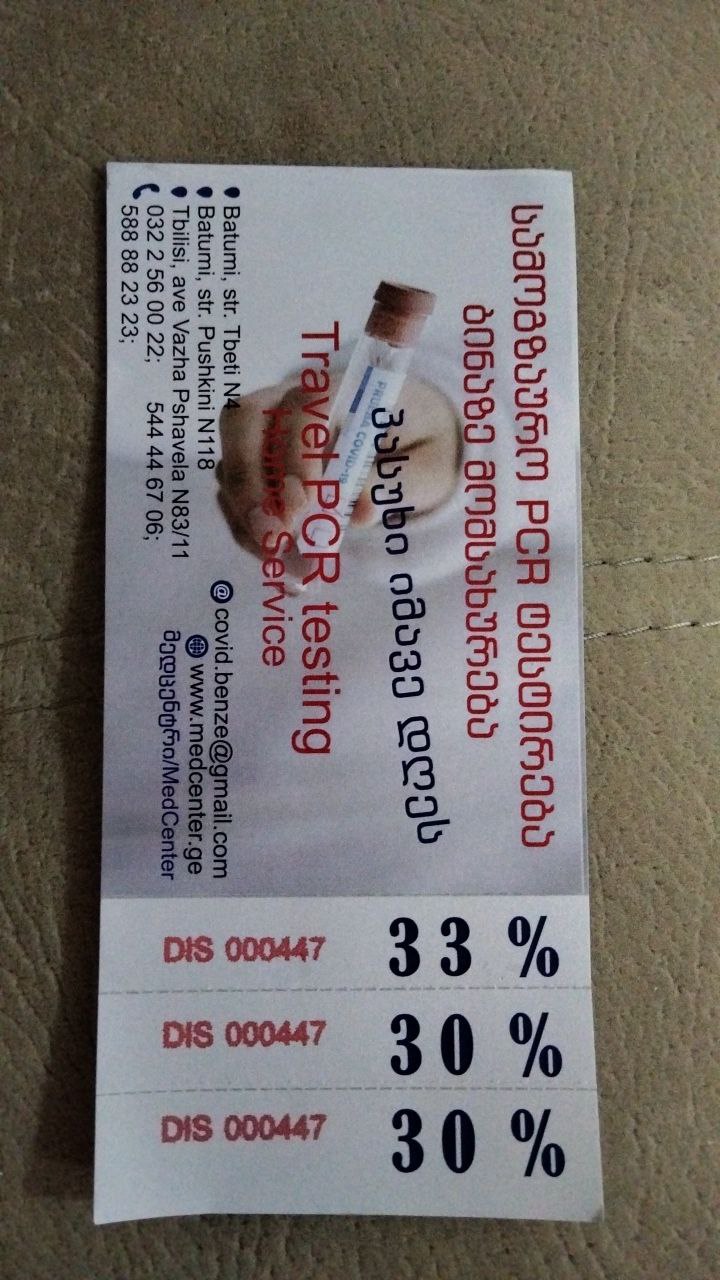 სამოგზაურო PCR ტესტირება
ბინაზე მომსახურება
პასუხი იმავე დღეს
Travel PCR testing
Home Service
Batumi, str. Tbeti N4
Batumi, str. Pushkini N118
Tbilisi, ave Vazha Pshavela N83/11
032 2 56 00 22; 544 44 67 06;
588 88 23 23;
@ covid.benze@gmail.com
www.medcenter.ge
მედცენტრი/MedCenter
COVID-19
DIS 000447 33 %
DIS 000447 30 %
DIS 000447 30 %